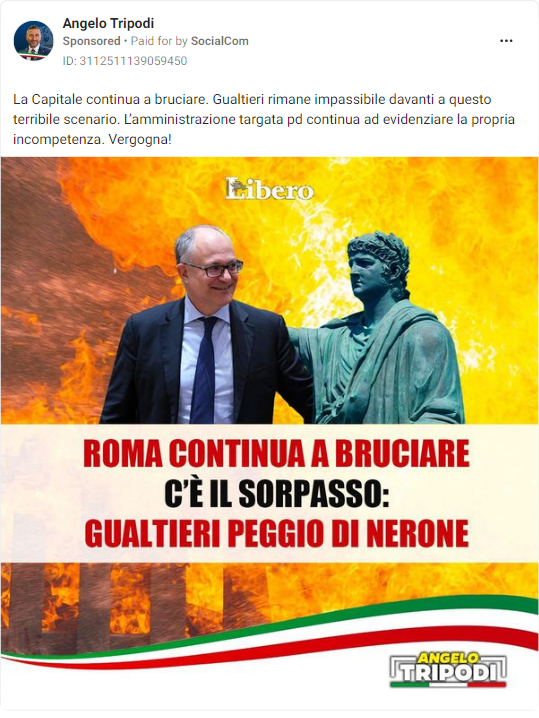 Angelo Tripodi
Sponsored • Paid for by SocialCom
ID: 3112511139059450
La Capitale continua a bruciare. Gualtieri rimane impassibile davanti a questo
terribile scenario. L’amministrazione targata pd continua ad evidenziare la propria
incompetenza. Vergogna!
Libero
ROMA CONTINUA A BRUCIARE
C’È IL SORPASSO:
GUALTIERI PEGGIO DI NERONE
ANGELO
TRIPODI